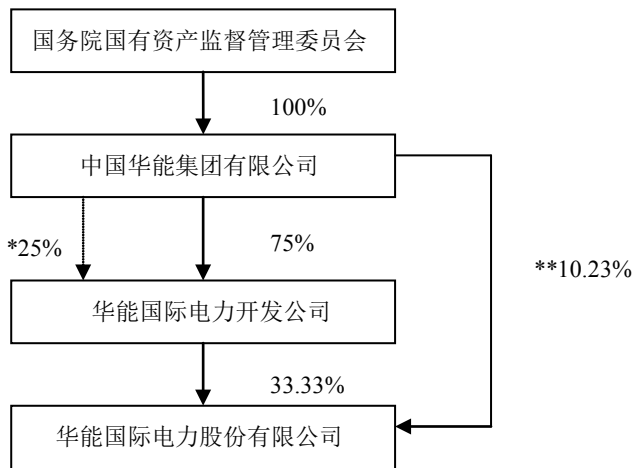 国务院国有资产监督管理委员会
100%
中国华能集团有限公司
*25%
75%
**10.23%
华能国际电力开发公司
33.33%
华能国际电力股份有限公司